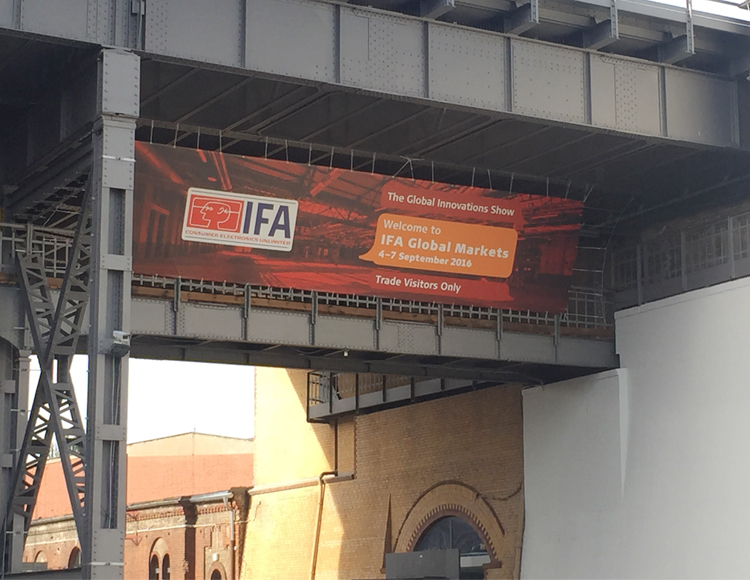 IFA
CONSUMER ELECTRONICS UNLIMITED
The Global Innovations Show
Welcome to
IFA Global Markets
4–7 September 2016
Trade Visitors Only